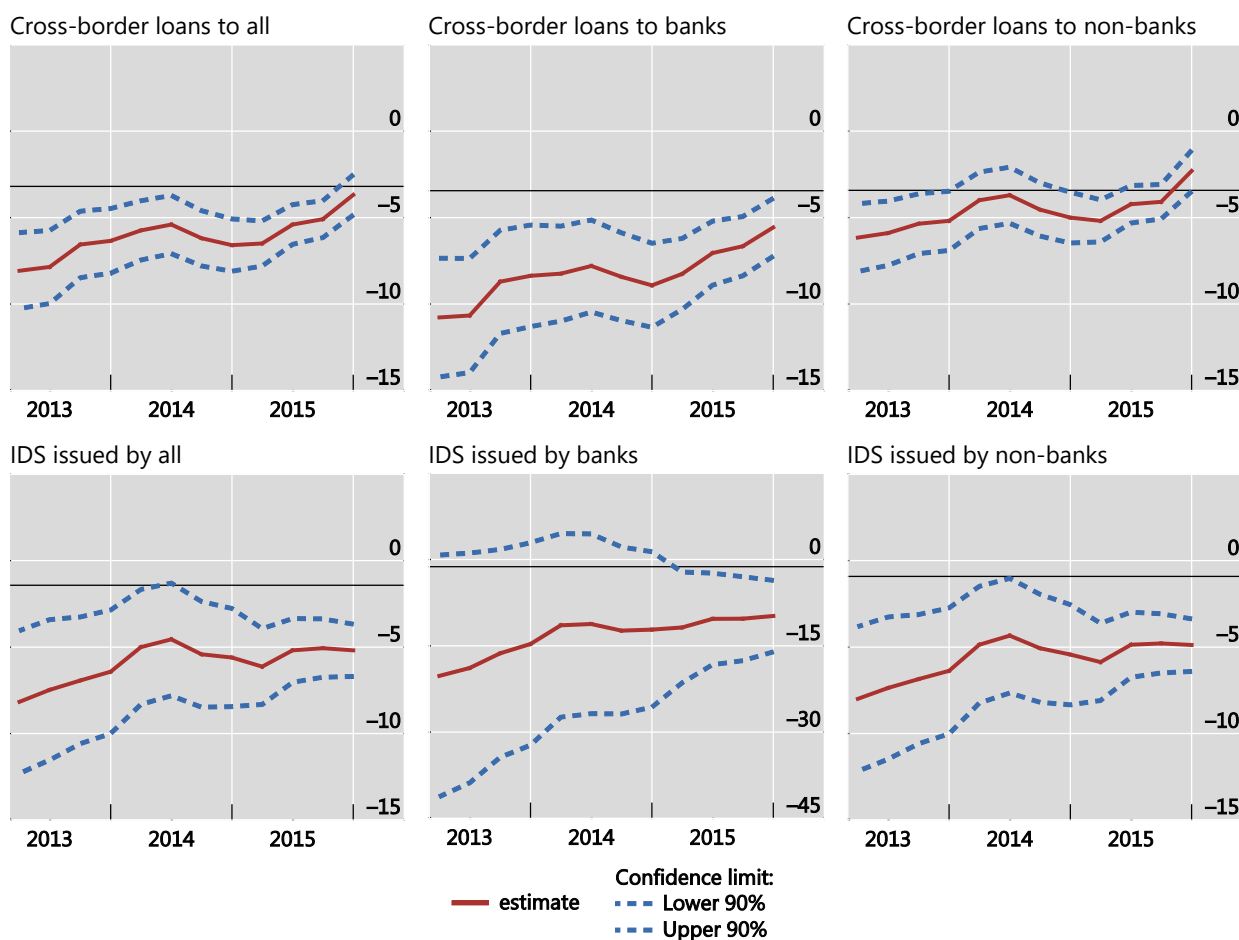 Cross-border loans to all
Cross-border loans to banks
Cross-border loans to non-banks
0
–5
–10
–15
0
–5
–10
–15
0
–5
–10
–15
2013 2014 2015
2013 2014 2015
2013 2014 2015
IDS issued by all
IDS issued by banks
IDS issued by non-banks
0
–5
–10
–15
0
–15
–30
–45
0
–5
–10
–15
2013 2014 2015
2013 2014 2015
2013 2014 2015
estimate
Confidence limit:
Lower 90%
Upper 90%